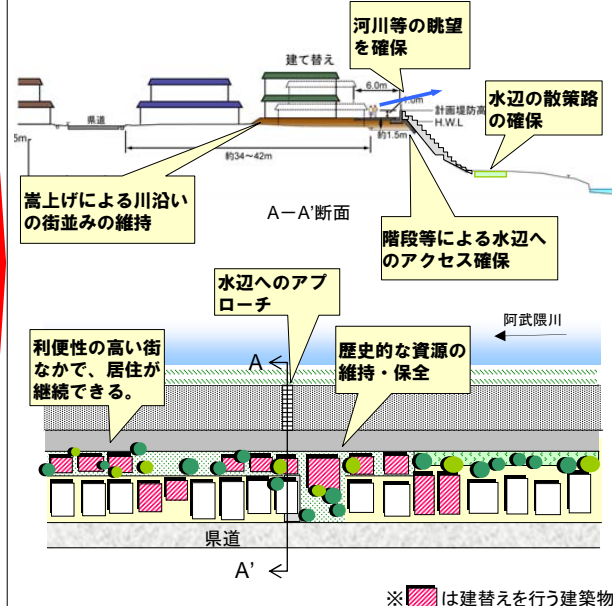 河川等の眺望
を確保
建て替え
6.0m
水辺の散策路
の確保
計画堤防高
H.W.L
県道
5m
約1.5m
約34～42m
嵩上げによる川沿い
の街並みの維持
A－A’断面
階段等による水辺へ
のアクセス確保
水辺へのアプ
ローチ
阿武隈川
利便性の高い街
なかで、居住が
継続できる。
A
歴史的な資源の
維持・保全
県道
A’
※は建替えを行う建築物